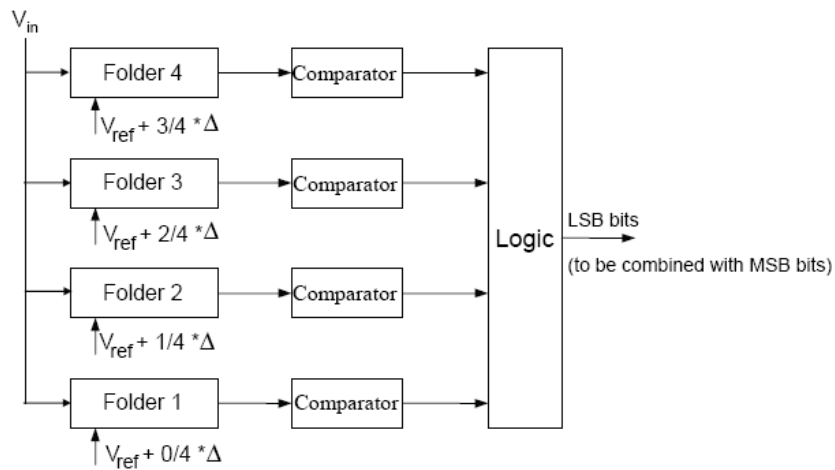 V_in
Folder 4
Comparator
V_ref + 3/4 *Δ
Folder 3
Comparator
V_ref + 2/4 *Δ
Logic
LSB bits
(to be combined with MSB bits)
Folder 2
Comparator
V_ref + 1/4 *Δ
Folder 1
Comparator
V_ref + 0/4 *Δ